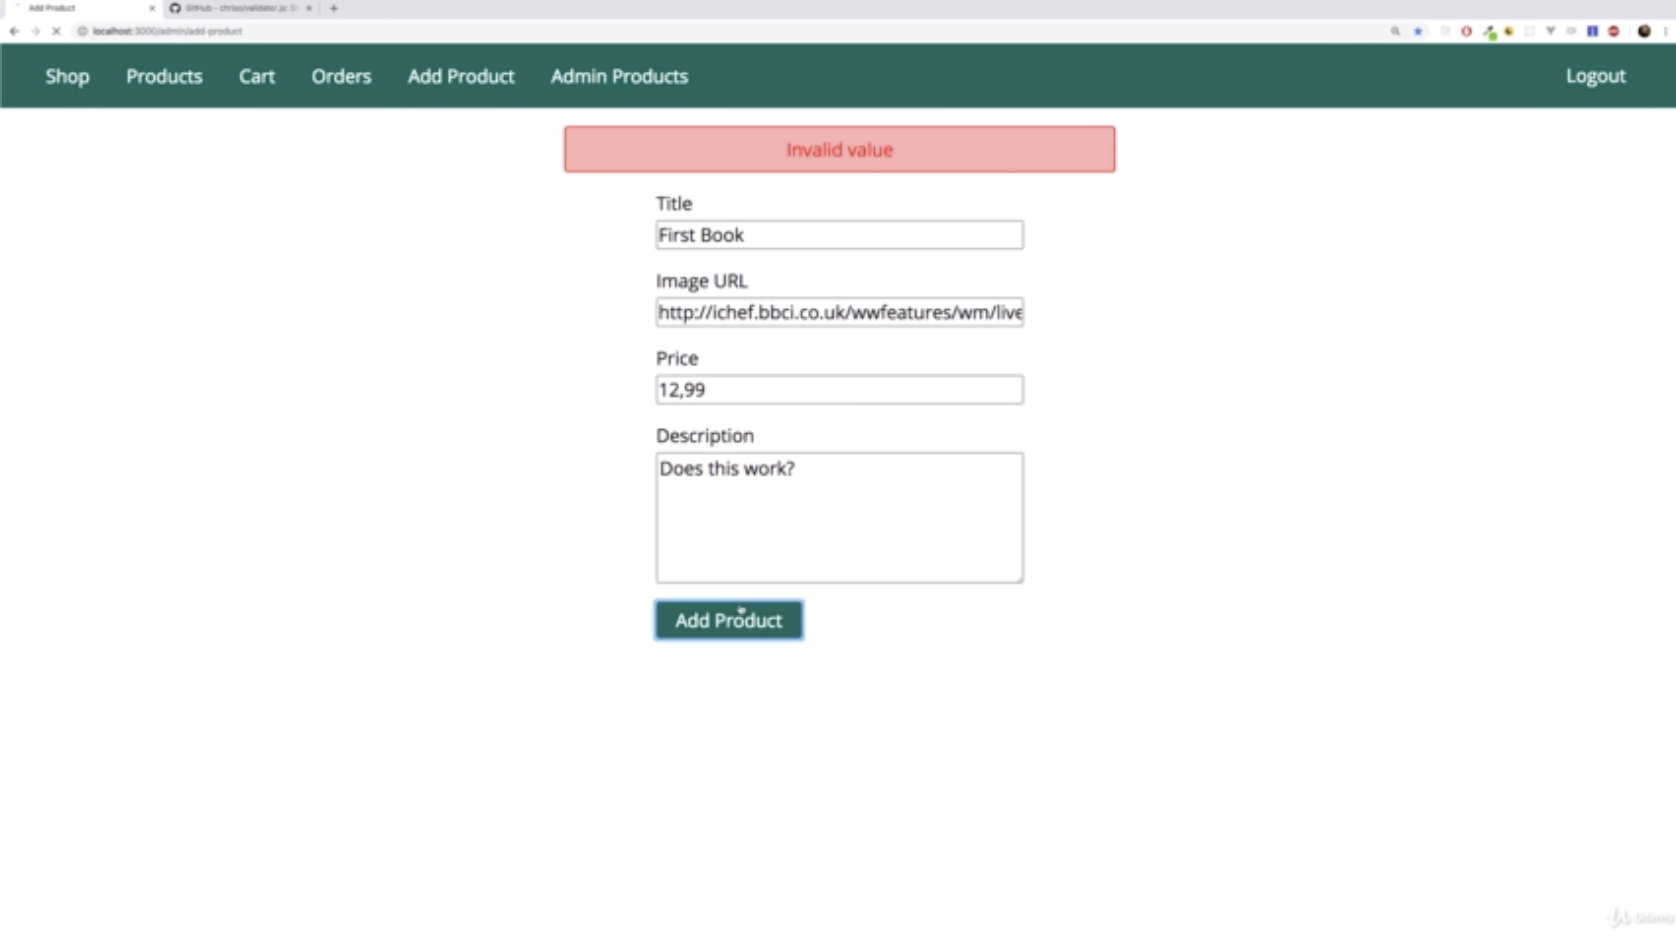 Add Product
GitHub - chriso/validator.js: St
localhost:3000/admin/add-product
Shop Products Cart Orders Add Product Admin Products Logout
Invalid value
Title
First Book
Image URL
http://ichef.bbci.co.uk/wwfeatures/wm/live
Price
12,99
Description
Does this work?
Add Product
Udemy